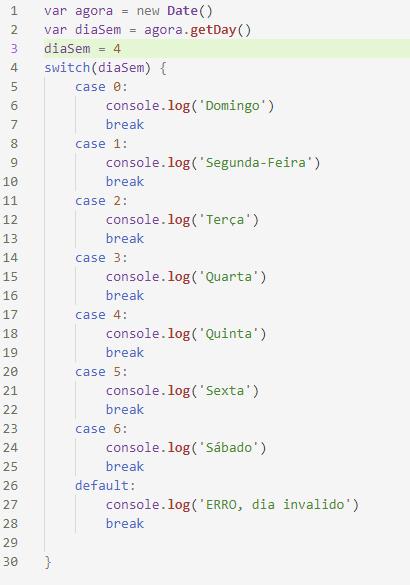 1 var agora = new Date()
2 var diaSem = agora.getDay()
3 diaSem = 4
4 switch(diaSem) {
5     case 0:
6         console.log('Domingo')
7         break
8     case 1:
9         console.log('Segunda-Feira')
10         break
11     case 2:
12         console.log('Terça')
13         break
14     case 3:
15         console.log('Quarta')
16         break
17     case 4:
18         console.log('Quinta')
19         break
20     case 5:
21         console.log('Sexta')
22         break
23     case 6:
24         console.log('Sábado')
25         break
26     default:
27         console.log('ERRO, dia invalido')
28         break
29
30 }